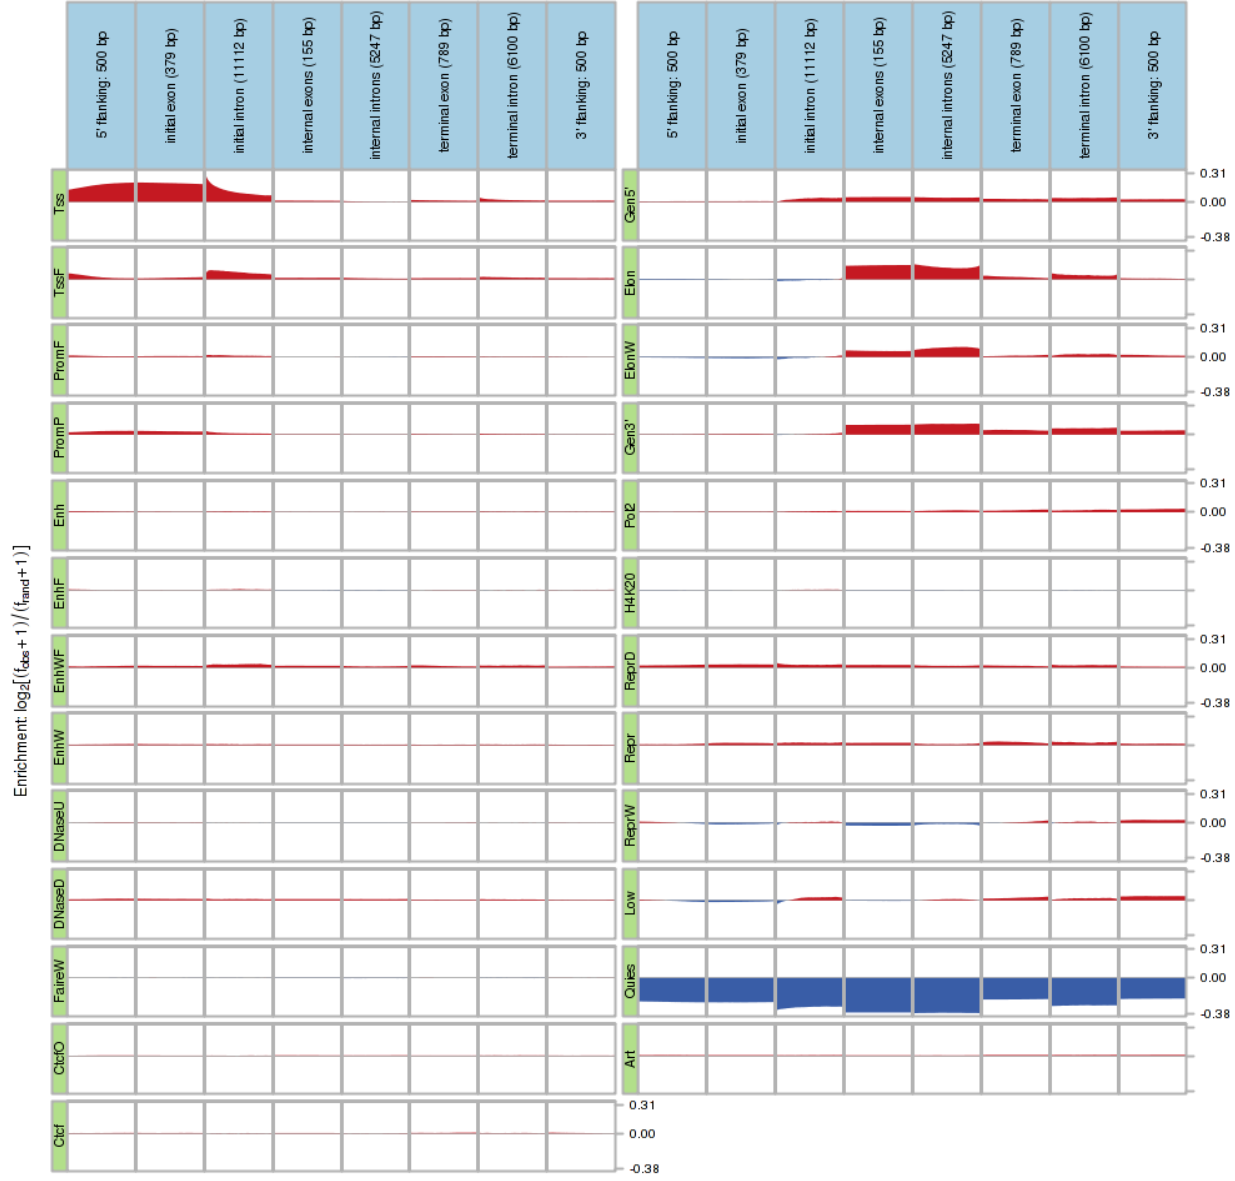 5' flanking: 500 bp
initial exon (379 bp)
initial intron (11112 bp)
internal exons (155 bp)
internal introns (5247 bp)
terminal exon (789 bp)
terminal intron (6100 bp)
3' flanking: 500 bp
5' flanking: 500 bp
initial exon (379 bp)
initial intron (11112 bp)
internal exons (155 bp)
internal introns (5247 bp)
terminal exon (789 bp)
terminal intron (6100 bp)
3' flanking: 500 bp
Enrichment: log₂[(f_obs + 1)/(f_rand + 1)]
Tss
TssF
PromF
PromP
Enh
EnhF
EnhWF
EnhW
DNaseU
DNaseD
FaireW
CtcfO
Ctcf
0.31
0.00
-0.38
Gen5'
0.31
0.00
-0.38
Elon
ElonW
0.31
0.00
-0.38
Gen3'
Pol2
0.31
0.00
-0.38
H4K20
ReprD
0.31
0.00
-0.38
Repr
ReprW
0.31
0.00
-0.38
Low
Quies
0.31
0.00
-0.38
Art